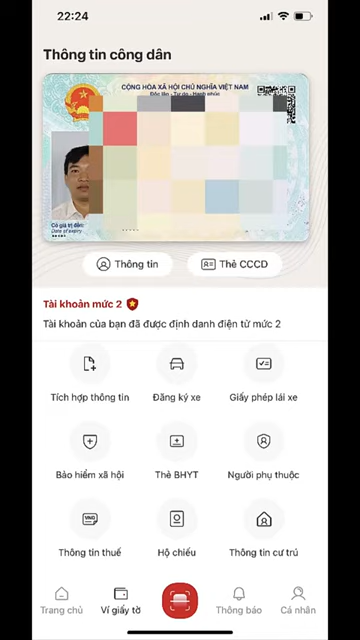 22:24
Thông tin công dân
CỘNG HÒA XÃ HỘI CHỦ NGHĨA VIỆT NAM
Độc lập - Tự do - Hạnh phúc
Có giá trị đến:
Date of expiry
Thông tin
Thẻ CCCD
Tài khoản mức 2
Tài khoản của bạn đã được định danh điện tử mức 2
Tích hợp thông tin
Đăng ký xe
Giấy phép lái xe
Bảo hiểm xã hội
Thẻ BHYT
Người phụ thuộc
VND
Thông tin thuế
Hộ chiếu
Thông tin cư trú
Trang chủ
Ví giấy tờ
Thông báo
Cá nhân